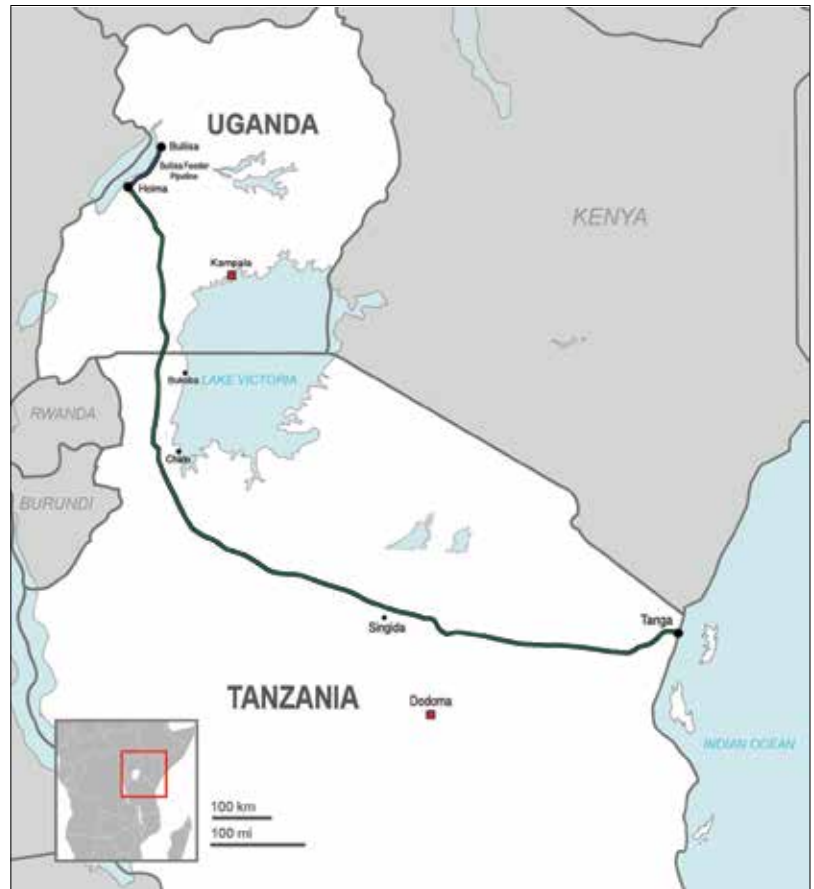 UGANDA
Buliisa
Buliisa Feeder
Pipeline
Hoima
KENYA
Kampala
Bukoba
LAKE VICTORIA
RWANDA
Chato
BURUNDI
Singida
Tanga
TANZANIA
Dodoma
INDIAN OCEAN
100 km
100 mi